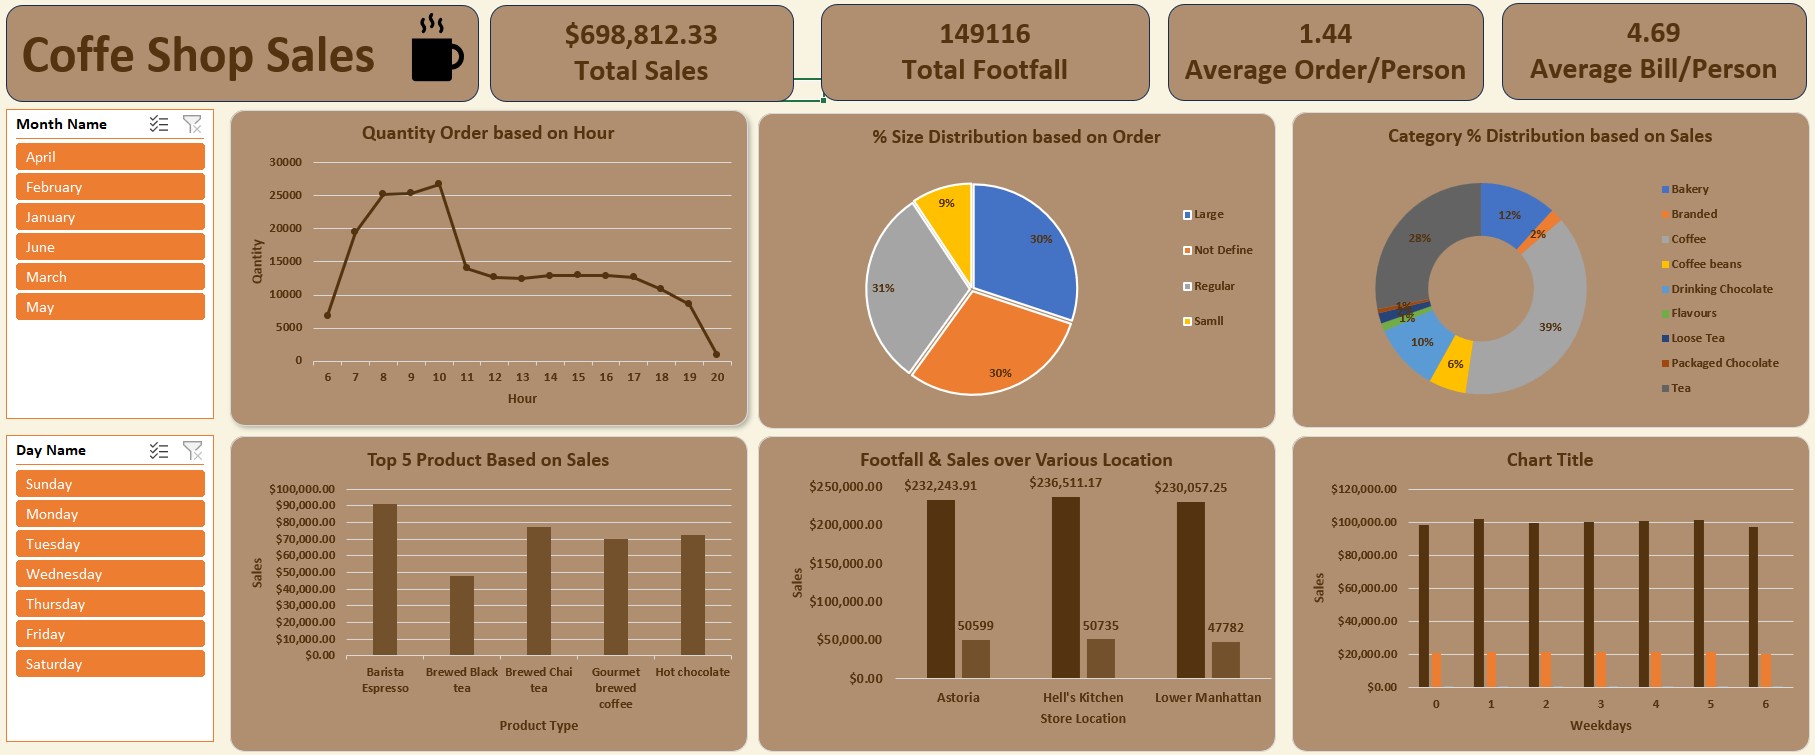 Coffe Shop Sales
$698,812.33
Total Sales
149116
Total Footfall
1.44
Average Order/Person
4.69
Average Bill/Person
Month Name
April
February
January
June
March
May
Quantity Order based on Hour
30000
25000
20000
15000
10000
5000
0
Qantity
6 7 8 9 10 11 12 13 14 15 16 17 18 19 20
Hour
% Size Distribution based on Order
9%
30%
31%
30%
Large
Not Define
Regular
Samll
Category % Distribution based on Sales
12%
2%
28%
39%
1%
1%
10%
6%
Bakery
Branded
Coffee
Coffee beans
Drinking Chocolate
Flavours
Loose Tea
Packaged Chocolate
Tea
Day Name
Sunday
Monday
Tuesday
Wednesday
Thursday
Friday
Saturday
Top 5 Product Based on Sales
$100,000.00
$90,000.00
$80,000.00
$70,000.00
$60,000.00
$50,000.00
$40,000.00
$30,000.00
$20,000.00
$10,000.00
$0.00
Sales
Barista
Espresso
Brewed Black
tea
Brewed Chai
tea
Gourmet
brewed
coffee
Hot chocolate
Product Type
Footfall & Sales over Various Location
$250,000.00
$200,000.00
$150,000.00
$100,000.00
$50,000.00
$0.00
Sales
$232,243.91
$236,511.17
$230,057.25
50599
50735
47782
Astoria
Hell's Kitchen
Lower Manhattan
Store Location
Chart Title
$120,000.00
$100,000.00
$80,000.00
$60,000.00
$40,000.00
$20,000.00
$0.00
Sales
0 1 2 3 4 5 6
Weekdays